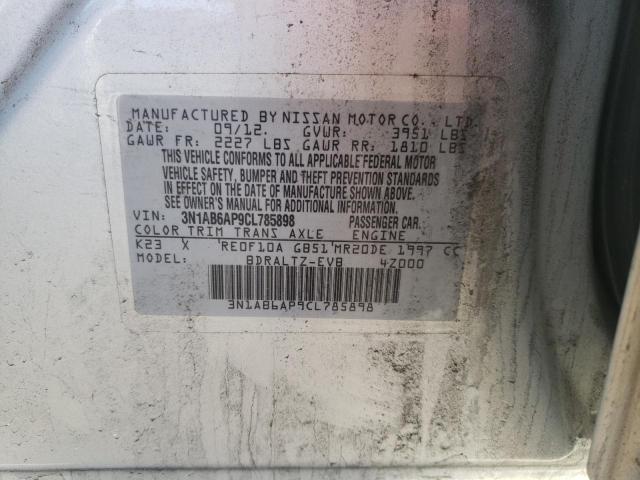 MANUFACTURED BY NISSAN MOTOR CO., LTD.
DATE: 09/12. GVWR: 3951 LBS
GAWR FR: 2227 LBS GAWR RR: 1810 LBS
THIS VEHICLE CONFORMS TO ALL APPLICABLE FEDERAL MOTOR
VEHICLE SAFETY, BUMPER AND THEFT PREVENTION STANDARDS
IN EFFECT ON THE DATE OF MANUFACTURE SHOWN ABOVE.
SEE OWNER'S MANUAL FOR ADDITIONAL INFORMATION.
VIN: 3N1AB6AP9CL785898 PASSENGER CAR.
COLOR TRIM TRANS AXLE ENGINE
K23 X RE0F10A GB51 MR20DE 1997 CC
MODEL: BDRALTZ-EVB 4Z000
3N1AB6AP9CL785898